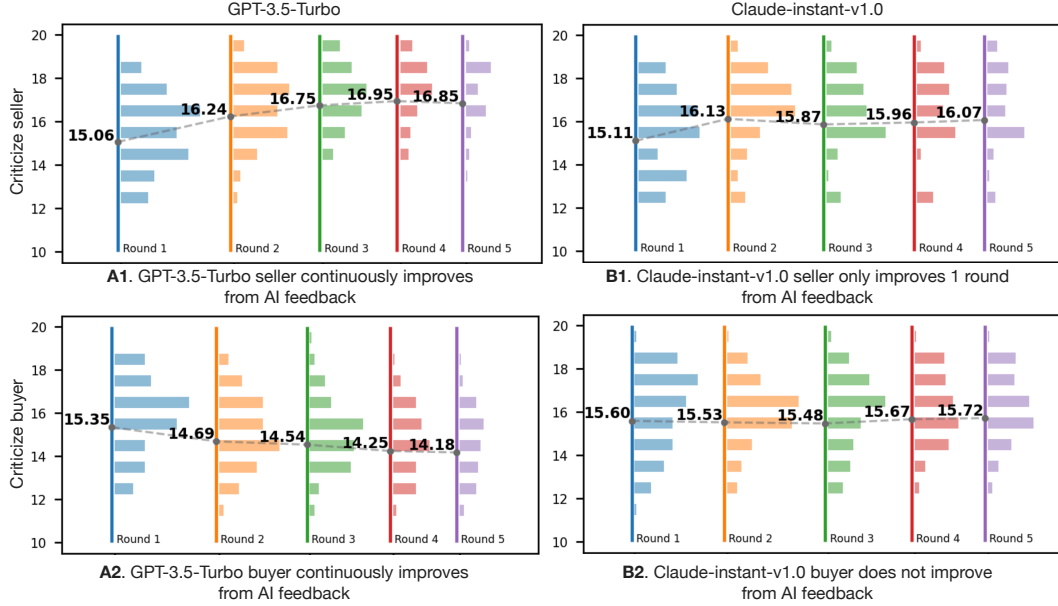 GPT-3.5-Turbo
Claude-instant-v1.0
Criticize seller
20
18
16
14
12
10
15.06
16.24
16.75
16.95
16.85
Round 1
Round 2
Round 3
Round 4
Round 5
20
18
16
14
12
10
15.11
16.13
15.87
15.96
16.07
Round 1
Round 2
Round 3
Round 4
Round 5
A1. GPT-3.5-Turbo seller continuously improves
from AI feedback
B1. Claude-instant-v1.0 seller only improves 1 round
from AI feedback
Criticize buyer
20
18
16
14
12
10
15.35
14.69
14.54
14.25
14.18
Round 1
Round 2
Round 3
Round 4
Round 5
20
18
16
14
12
10
15.60
15.53
15.48
15.67
15.72
Round 1
Round 2
Round 3
Round 4
Round 5
A2. GPT-3.5-Turbo buyer continuously improves
from AI feedback
B2. Claude-instant-v1.0 buyer does not improve
from AI feedback